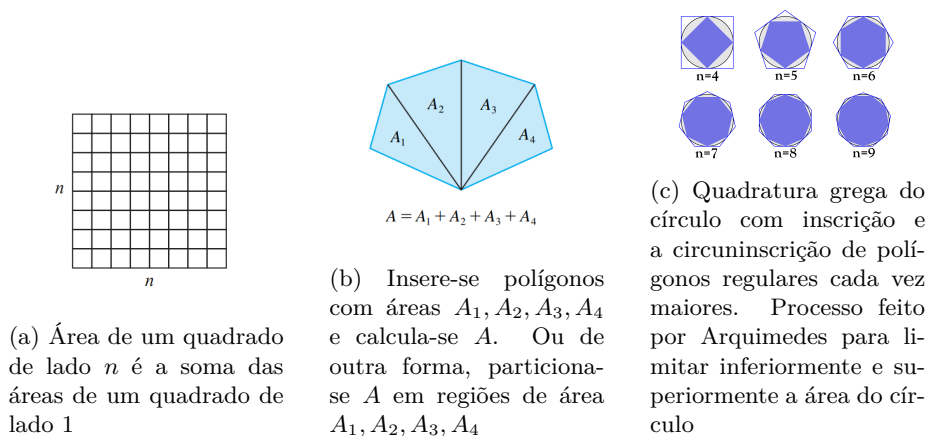 n
n
(a) Área de um quadrado
de lado n é a soma das
áreas de um quadrado de
lado 1
A₁
A₂
A₃
A₄
A = A₁ + A₂ + A₃ + A₄
(b) Insere-se polígonos
com áreas A₁, A₂, A₃, A₄
e calcula-se A. Ou de
outra forma, particiona-
se A em regiões de área
A₁, A₂, A₃, A₄
n=4
n=5
n=6
n=7
n=8
n=9
(c) Quadratura grega do
círculo com inscrição e
a circuninscrição de polí-
gonos regulares cada vez
maiores. Processo feito
por Arquimedes para li-
mitar inferiormente e su-
periormente a área do cír-
culo